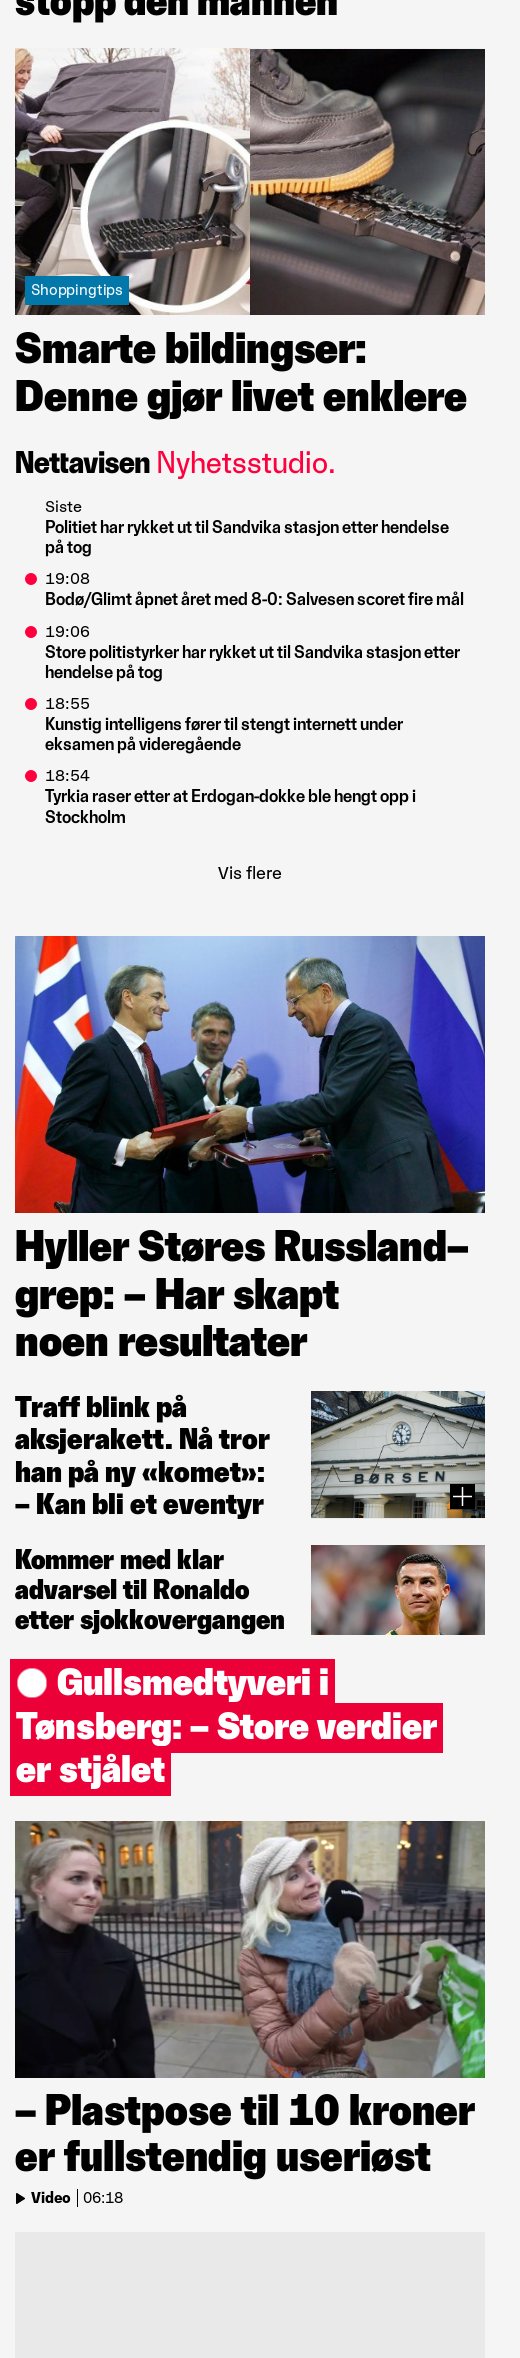 stopp den mannen
Shoppingtips
Smarte bildingser:
Denne gjør livet enklere
Nettavisen Nyhetsstudio.
Siste
Politiet har rykket ut til Sandvika stasjon etter hendelse
på tog
19:08
Bodø/Glimt åpnet året med 8-0: Salvesen scoret fire mål
19:06
Store politistyrker har rykket ut til Sandvika stasjon etter
hendelse på tog
18:55
Kunstig intelligens fører til stengt internett under
eksamen på videregående
18:54
Tyrkia raser etter at Erdogan-dokke ble hengt opp i
Stockholm
Vis flere
Hyller Støres Russland–
grep: – Har skapt
noen resultater
Traff blink på
aksjerakett. Nå tror
han på ny «komet»:
– Kan bli et eventyr
BØRSEN
Kommer med klar
advarsel til Ronaldo
etter sjokkovergangen
Gullsmedtyveri i
Tønsberg: – Store verdier
er stjålet
– Plastpose til 10 kroner
er fullstendig useriøst
Video | 06:18